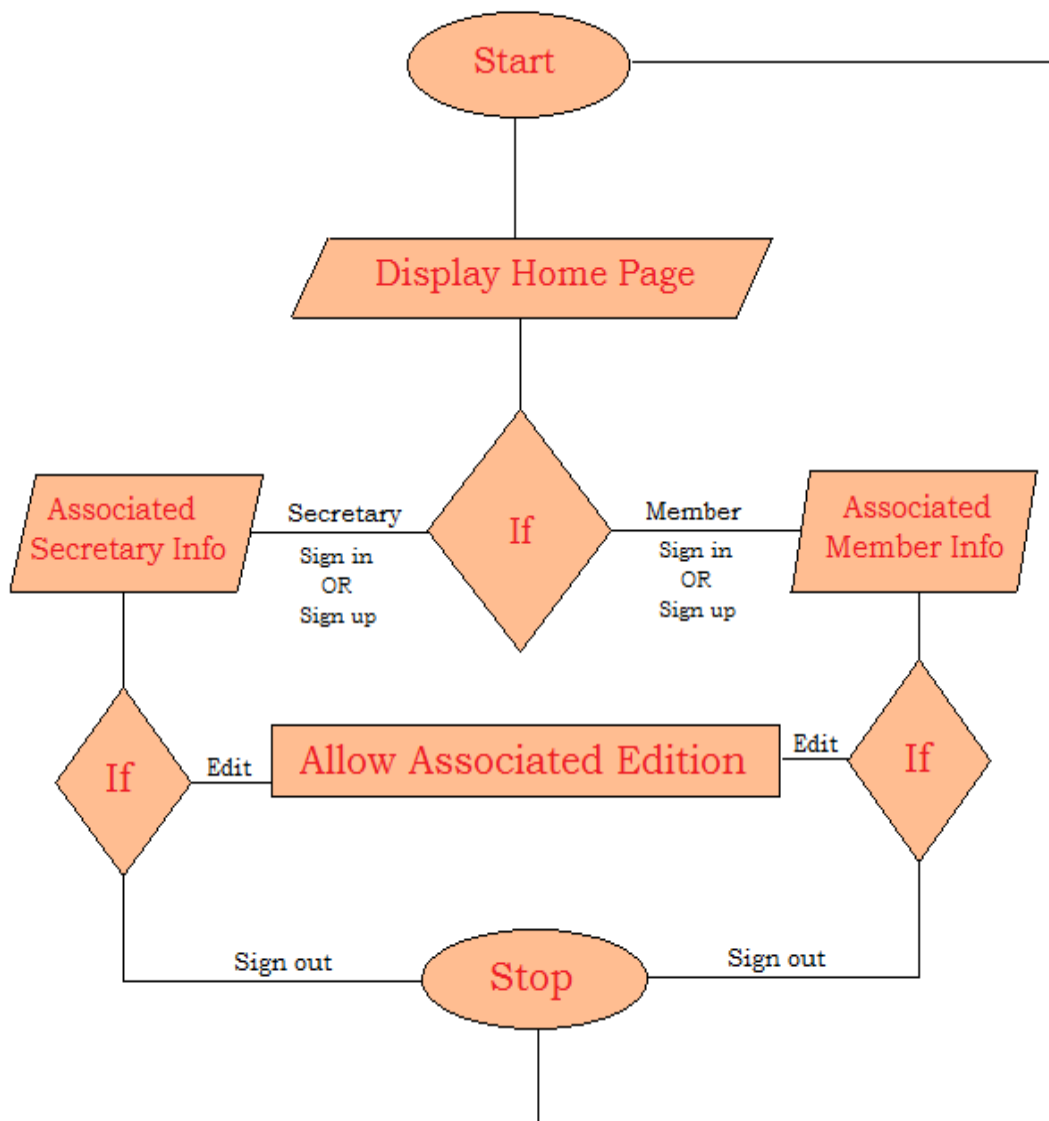 Start
Display Home Page
If
Associated
Secretary Info
Secretary
Sign in
OR
Sign up
Member
Sign in
OR
Sign up
Associated
Member Info
If
Edit
Allow Associated Edition
Edit
If
Sign out
Stop
Sign out